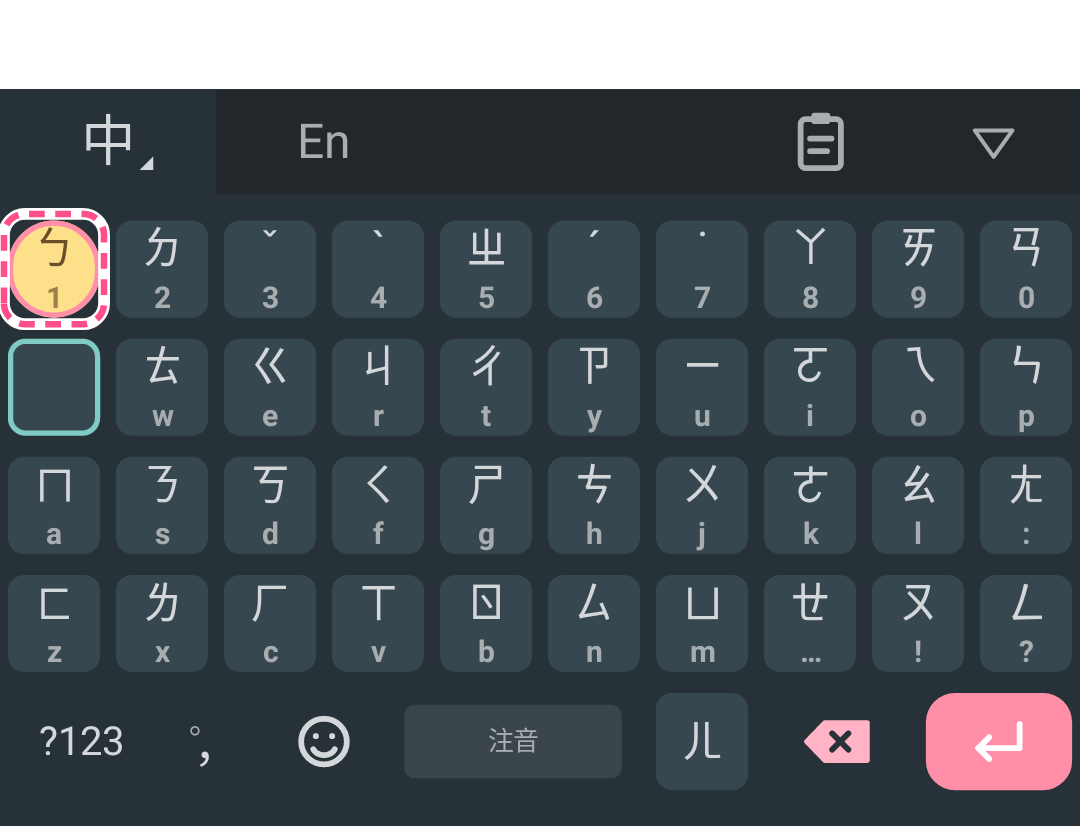 中 En
ㄅ ㄉ ˇ ˋ ㄓ ˊ ˙ ㄚ ㄞ ㄢ
1 2 3 4 5 6 7 8 9 0
ㄊ ㄍ ㄐ ㄔ ㄗ ㄧ ㄛ ㄟ ㄣ
w e r t y u i o p
ㄇ ㄋ ㄎ ㄑ ㄕ ㄘ ㄨ ㄜ ㄠ ㄤ
a s d f g h j k l :
ㄈ ㄌ ㄏ ㄒ ㄖ ㄙ ㄩ ㄝ ㄡ ㄥ
z x c v b n m … ! ?
?123 °, 注音 ㄦ